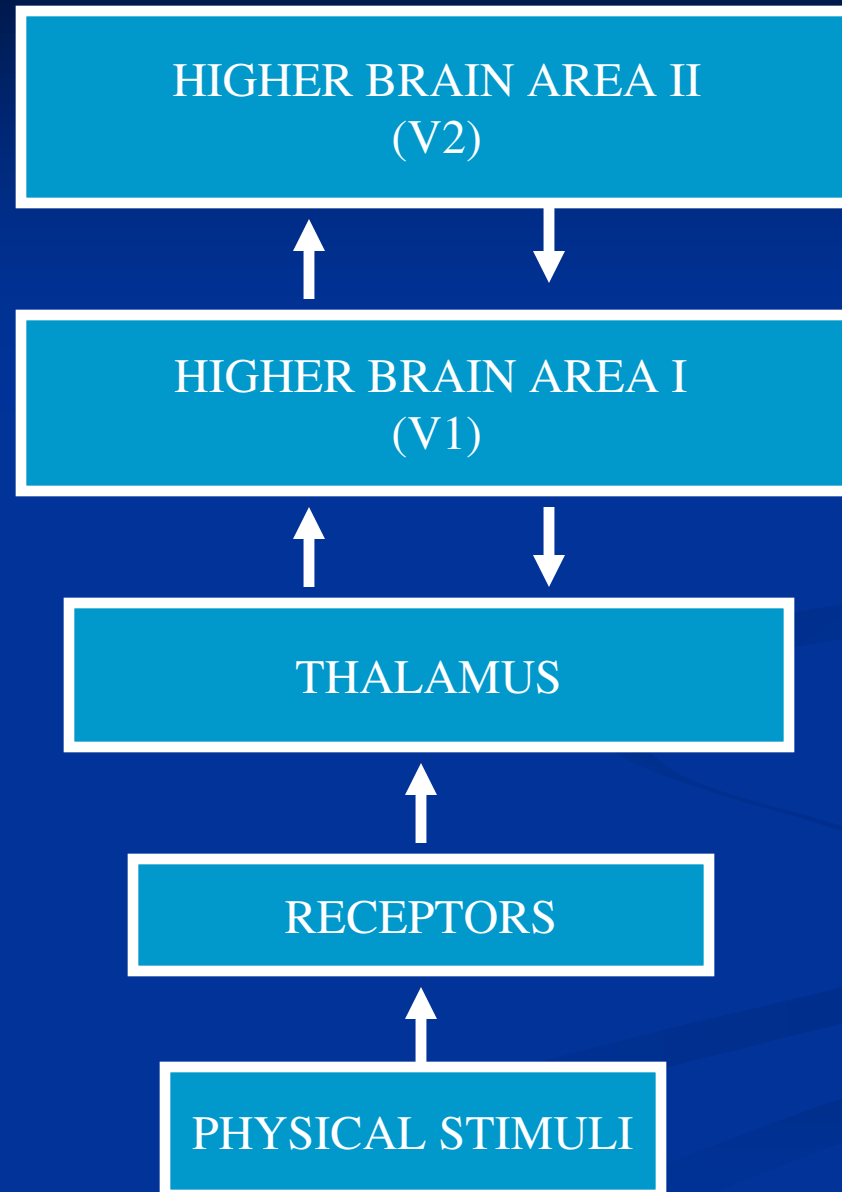 HIGHER BRAIN AREA II
(V2)
HIGHER BRAIN AREA I
(V1)
THALAMUS
RECEPTORS
PHYSICAL STIMULI